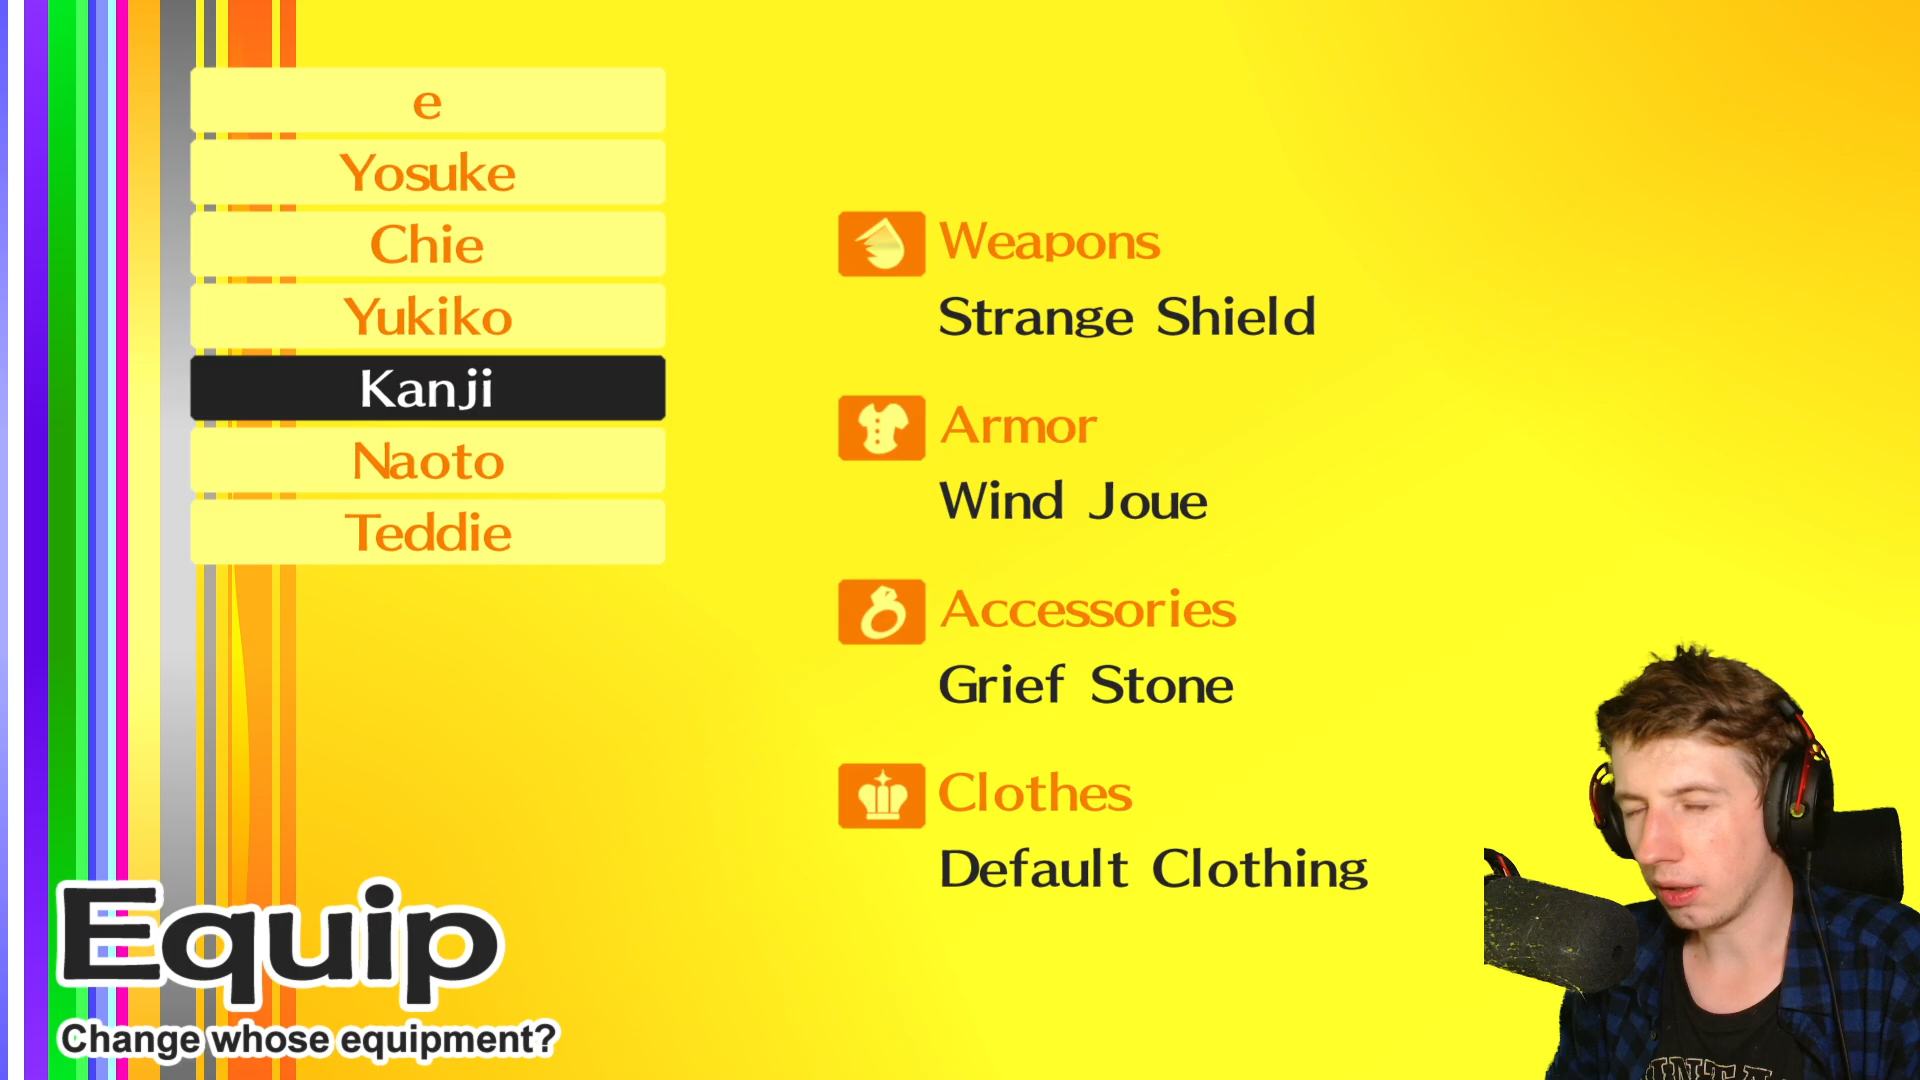 e
Yosuke
Chie
Yukiko
Kanji
Naoto
Teddie
Weapons
Strange Shield
Armor
Wind Joue
Accessories
Grief Stone
Clothes
Default Clothing
Equip
Change whose equipment?